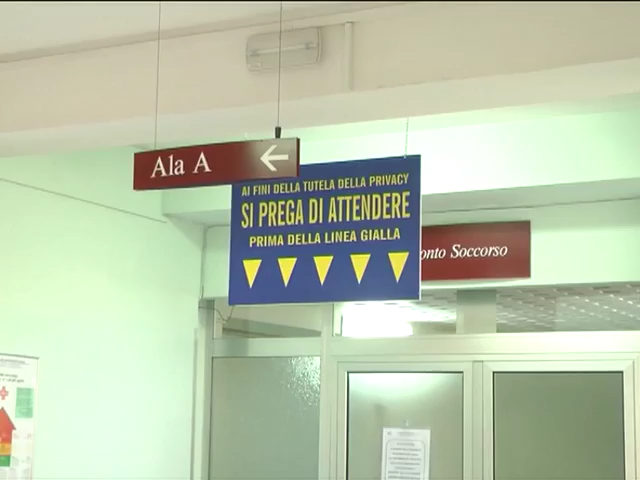 Ala A
AI FINI DELLA TUTELA DELLA PRIVACY
SI PREGA DI ATTENDERE
PRIMA DELLA LINEA GIALLA
onto Soccorso